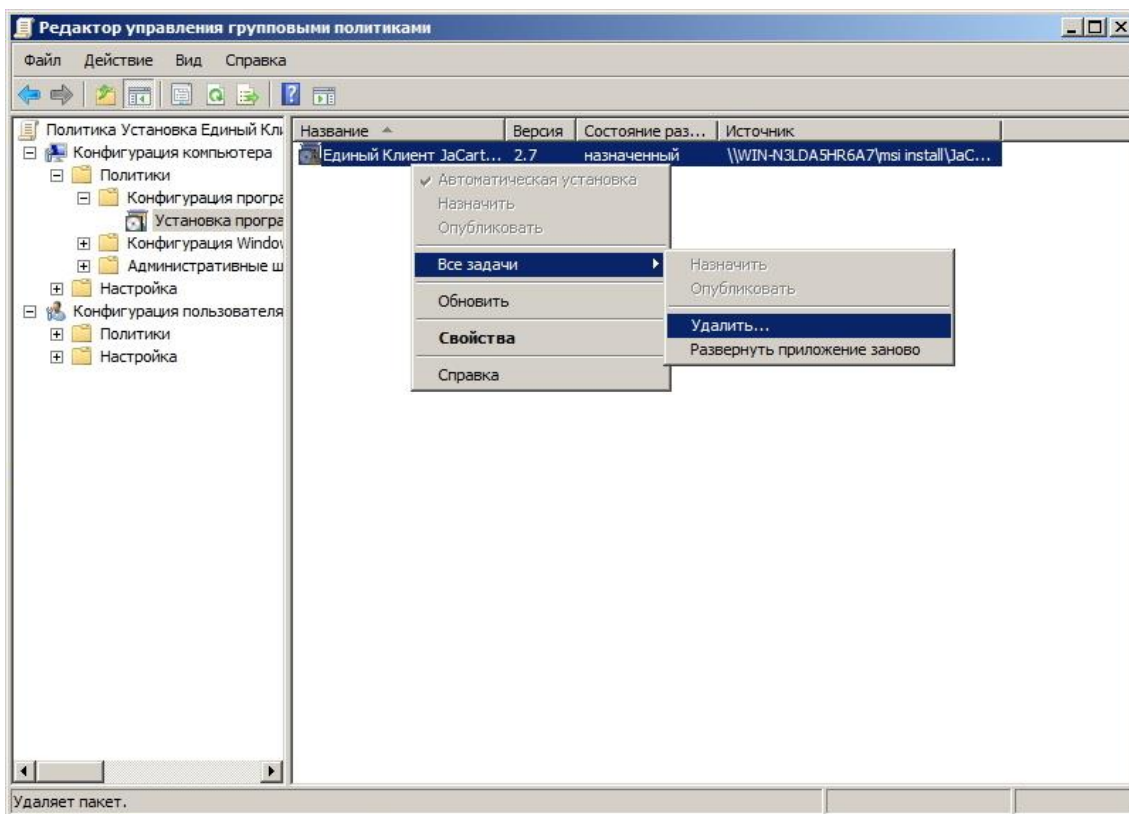 Редактор управления групповыми политиками
Файл Действие Вид Справка
Политика Установка Единый Кли
Конфигурация компьютера
Политики
Конфигурация програ
Установка програ
Конфигурация Window
Административные ш
Настройка
Конфигурация пользователя
Политики
Настройка
Название Версия Состояние раз... Источник
Единый Клиент JaCart... 2.7 назначенный \\WIN-N3LDA5HR6A7\msi install\JaC...
Автоматическая установка
Назначить
Опубликовать
Все задачи
Обновить
Свойства
Справка
Назначить
Опубликовать
Удалить...
Развернуть приложение заново
Удаляет пакет.